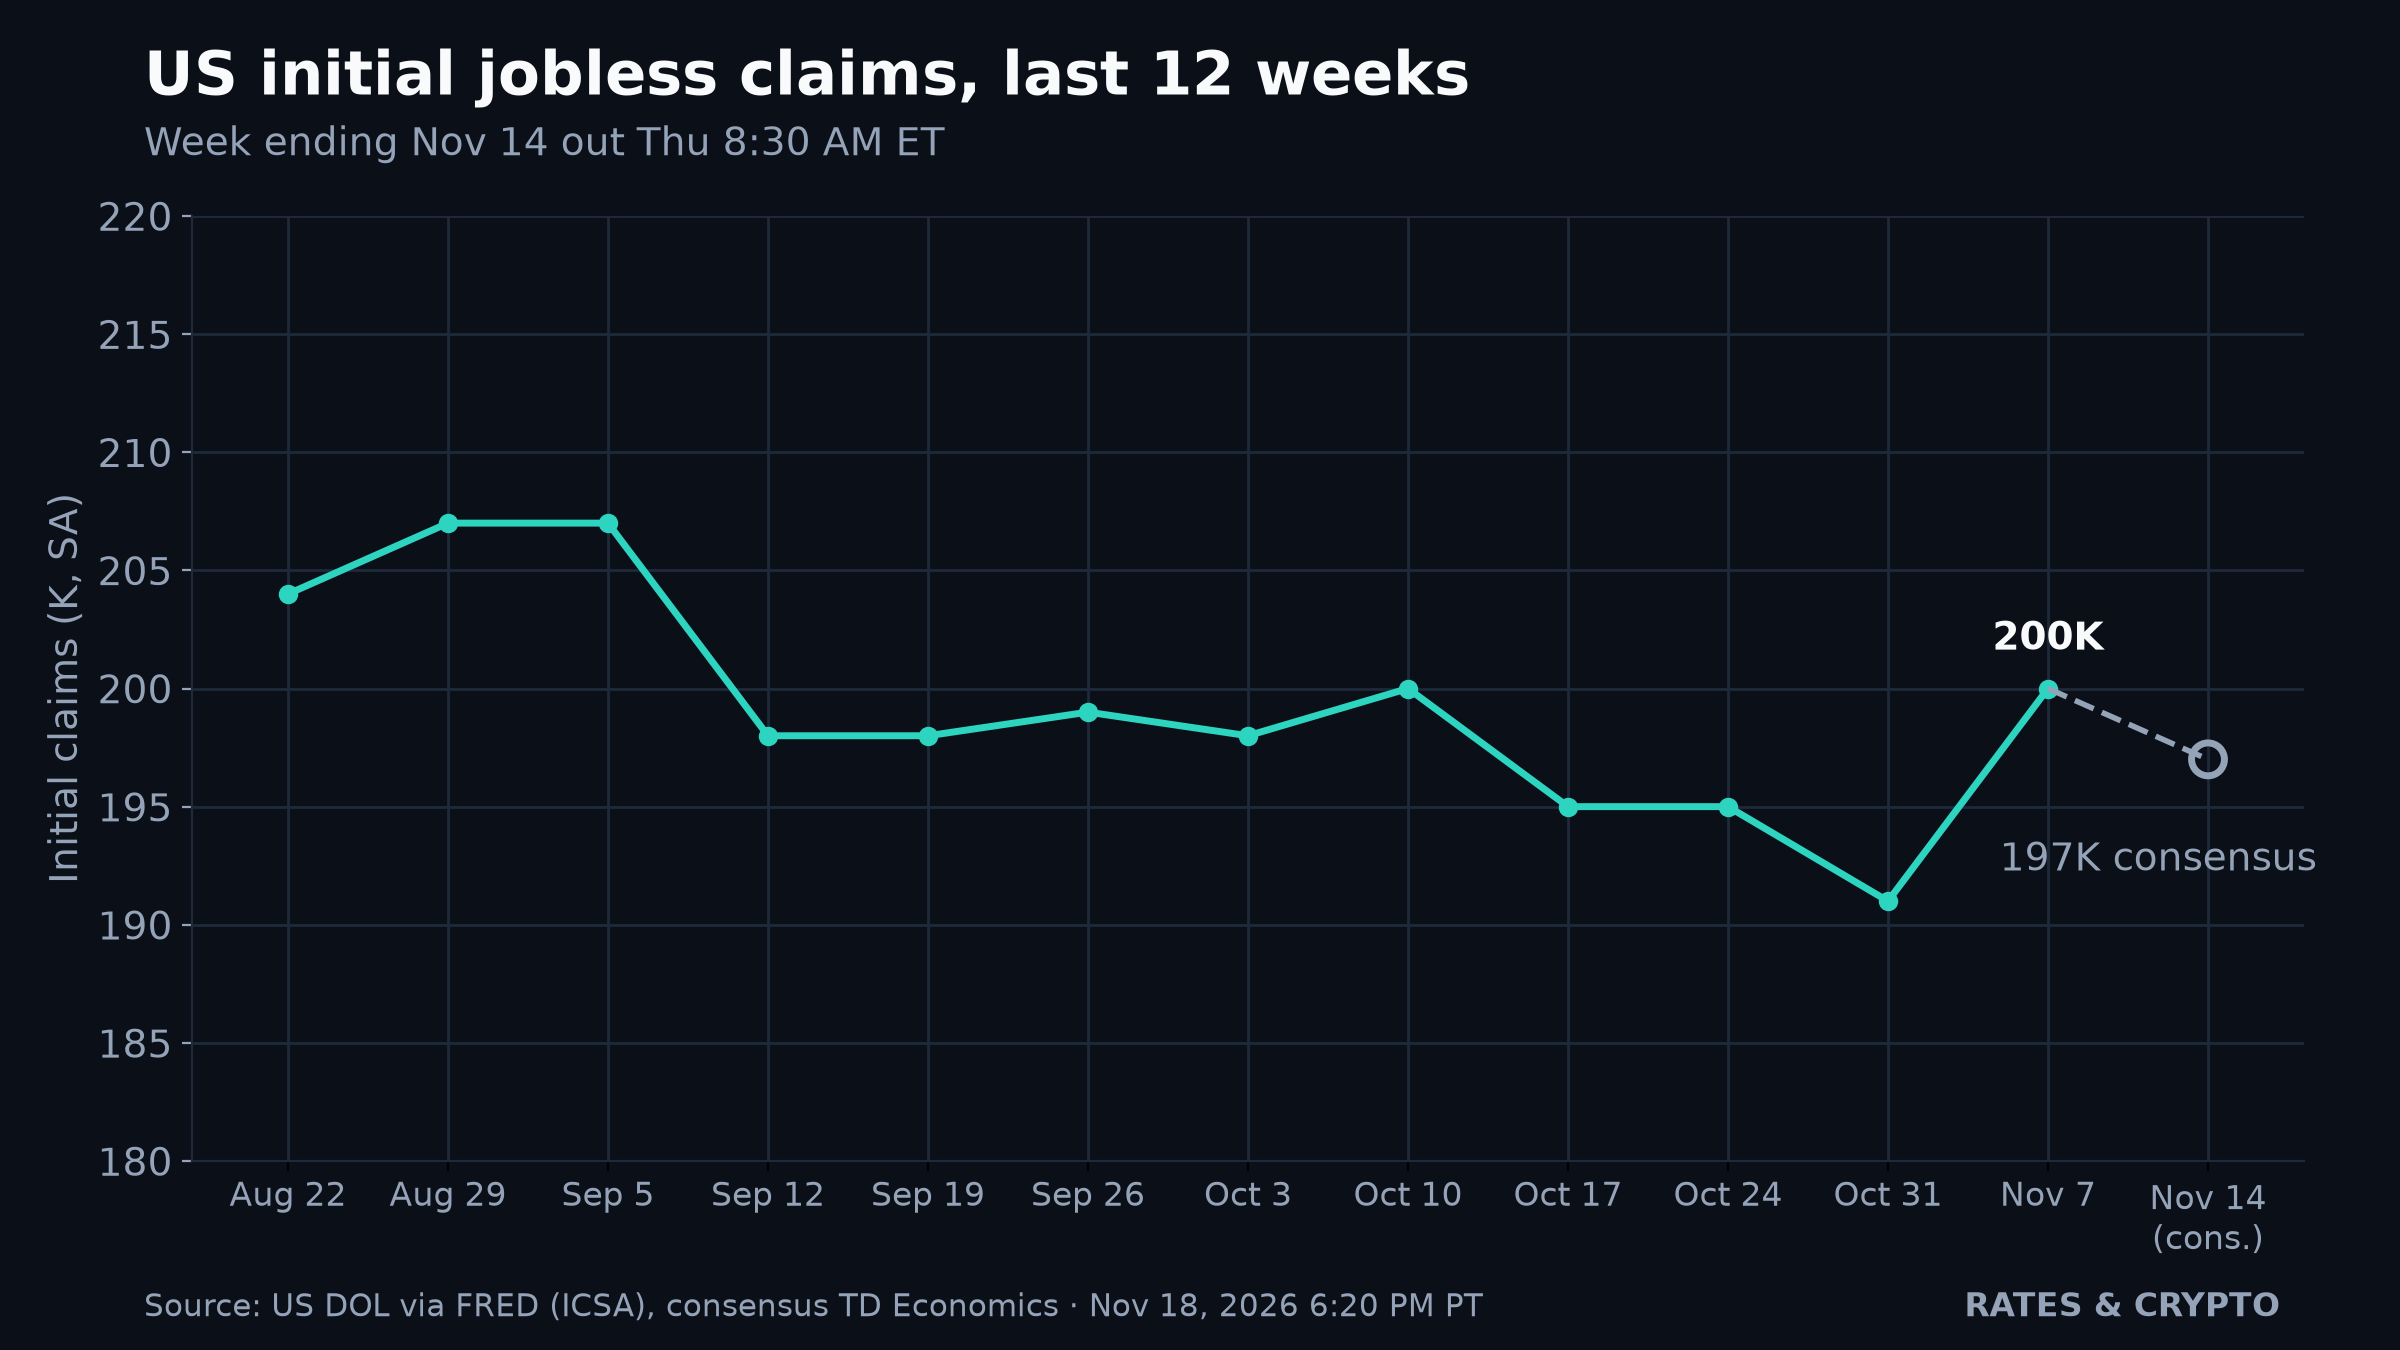 US initial jobless claims, last 12 weeks
Week ending Nov 14 out Thu 8:30 AM ET
Initial claims (K, SA)
220
215
210
205
200
195
190
185
180
200K
197K consensus
Aug 22 Aug 29 Sep 5 Sep 12 Sep 19 Sep 26 Oct 3 Oct 10 Oct 17 Oct 24 Oct 31 Nov 7 Nov 14
(cons.)
Source: US DOL via FRED (ICSA), consensus TD Economics · Nov 18, 2026 6:20 PM PT
RATES & CRYPTO